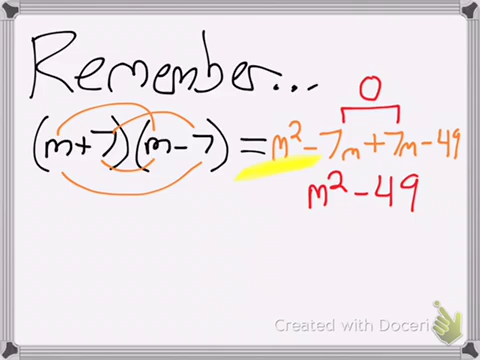 Remember...
0
(m+7)(m-7) = m²-7m+7m-49
m²-49
Created with Doceri